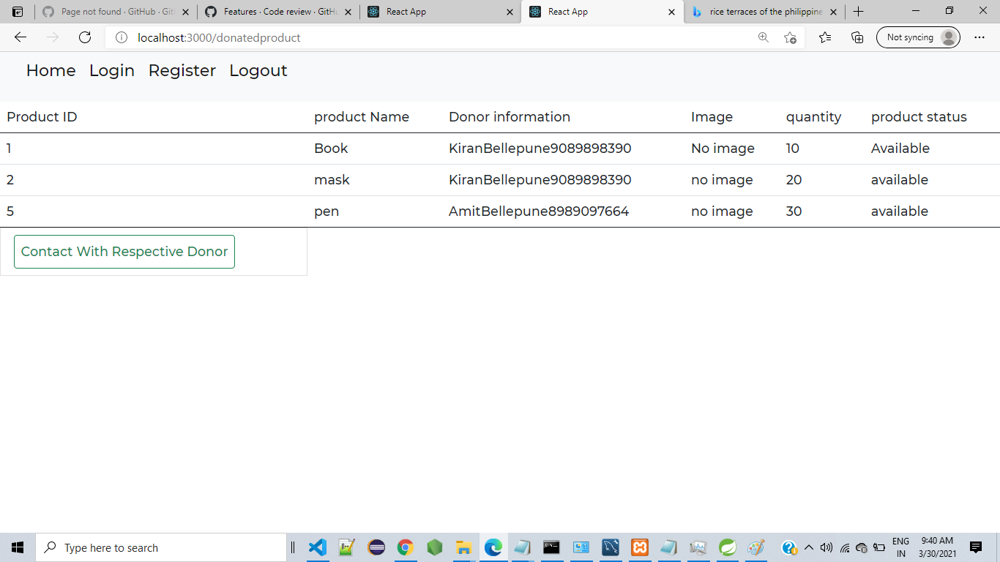 Page not found · GitHub · Gitl
Features · Code review · GitHu
React App
React App
rice terraces of the philippine
localhost:3000/donatedproduct
Not syncing
Home Login Register Logout
Product ID product Name Donor information Image quantity product status
1 Book KiranBellepune9089898390 No image 10 Available
2 mask KiranBellepune9089898390 no image 20 available
5 pen AmitBellepune8989097664 no image 30 available
Contact With Respective Donor
Type here to search
ENG
IN
9:40 AM
3/30/2021